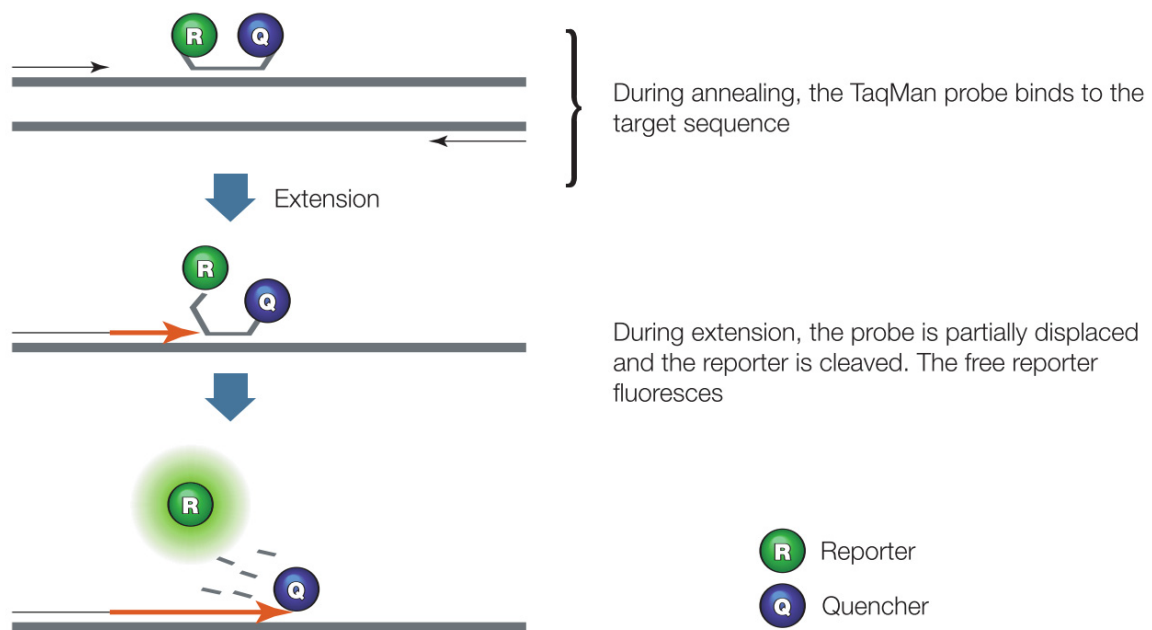 R Q
During annealing, the TaqMan probe binds to the
target sequence
Extension
R
Q
During extension, the probe is partially displaced
and the reporter is cleaved. The free reporter
fluoresces
R
Q
R Reporter
Q Quencher